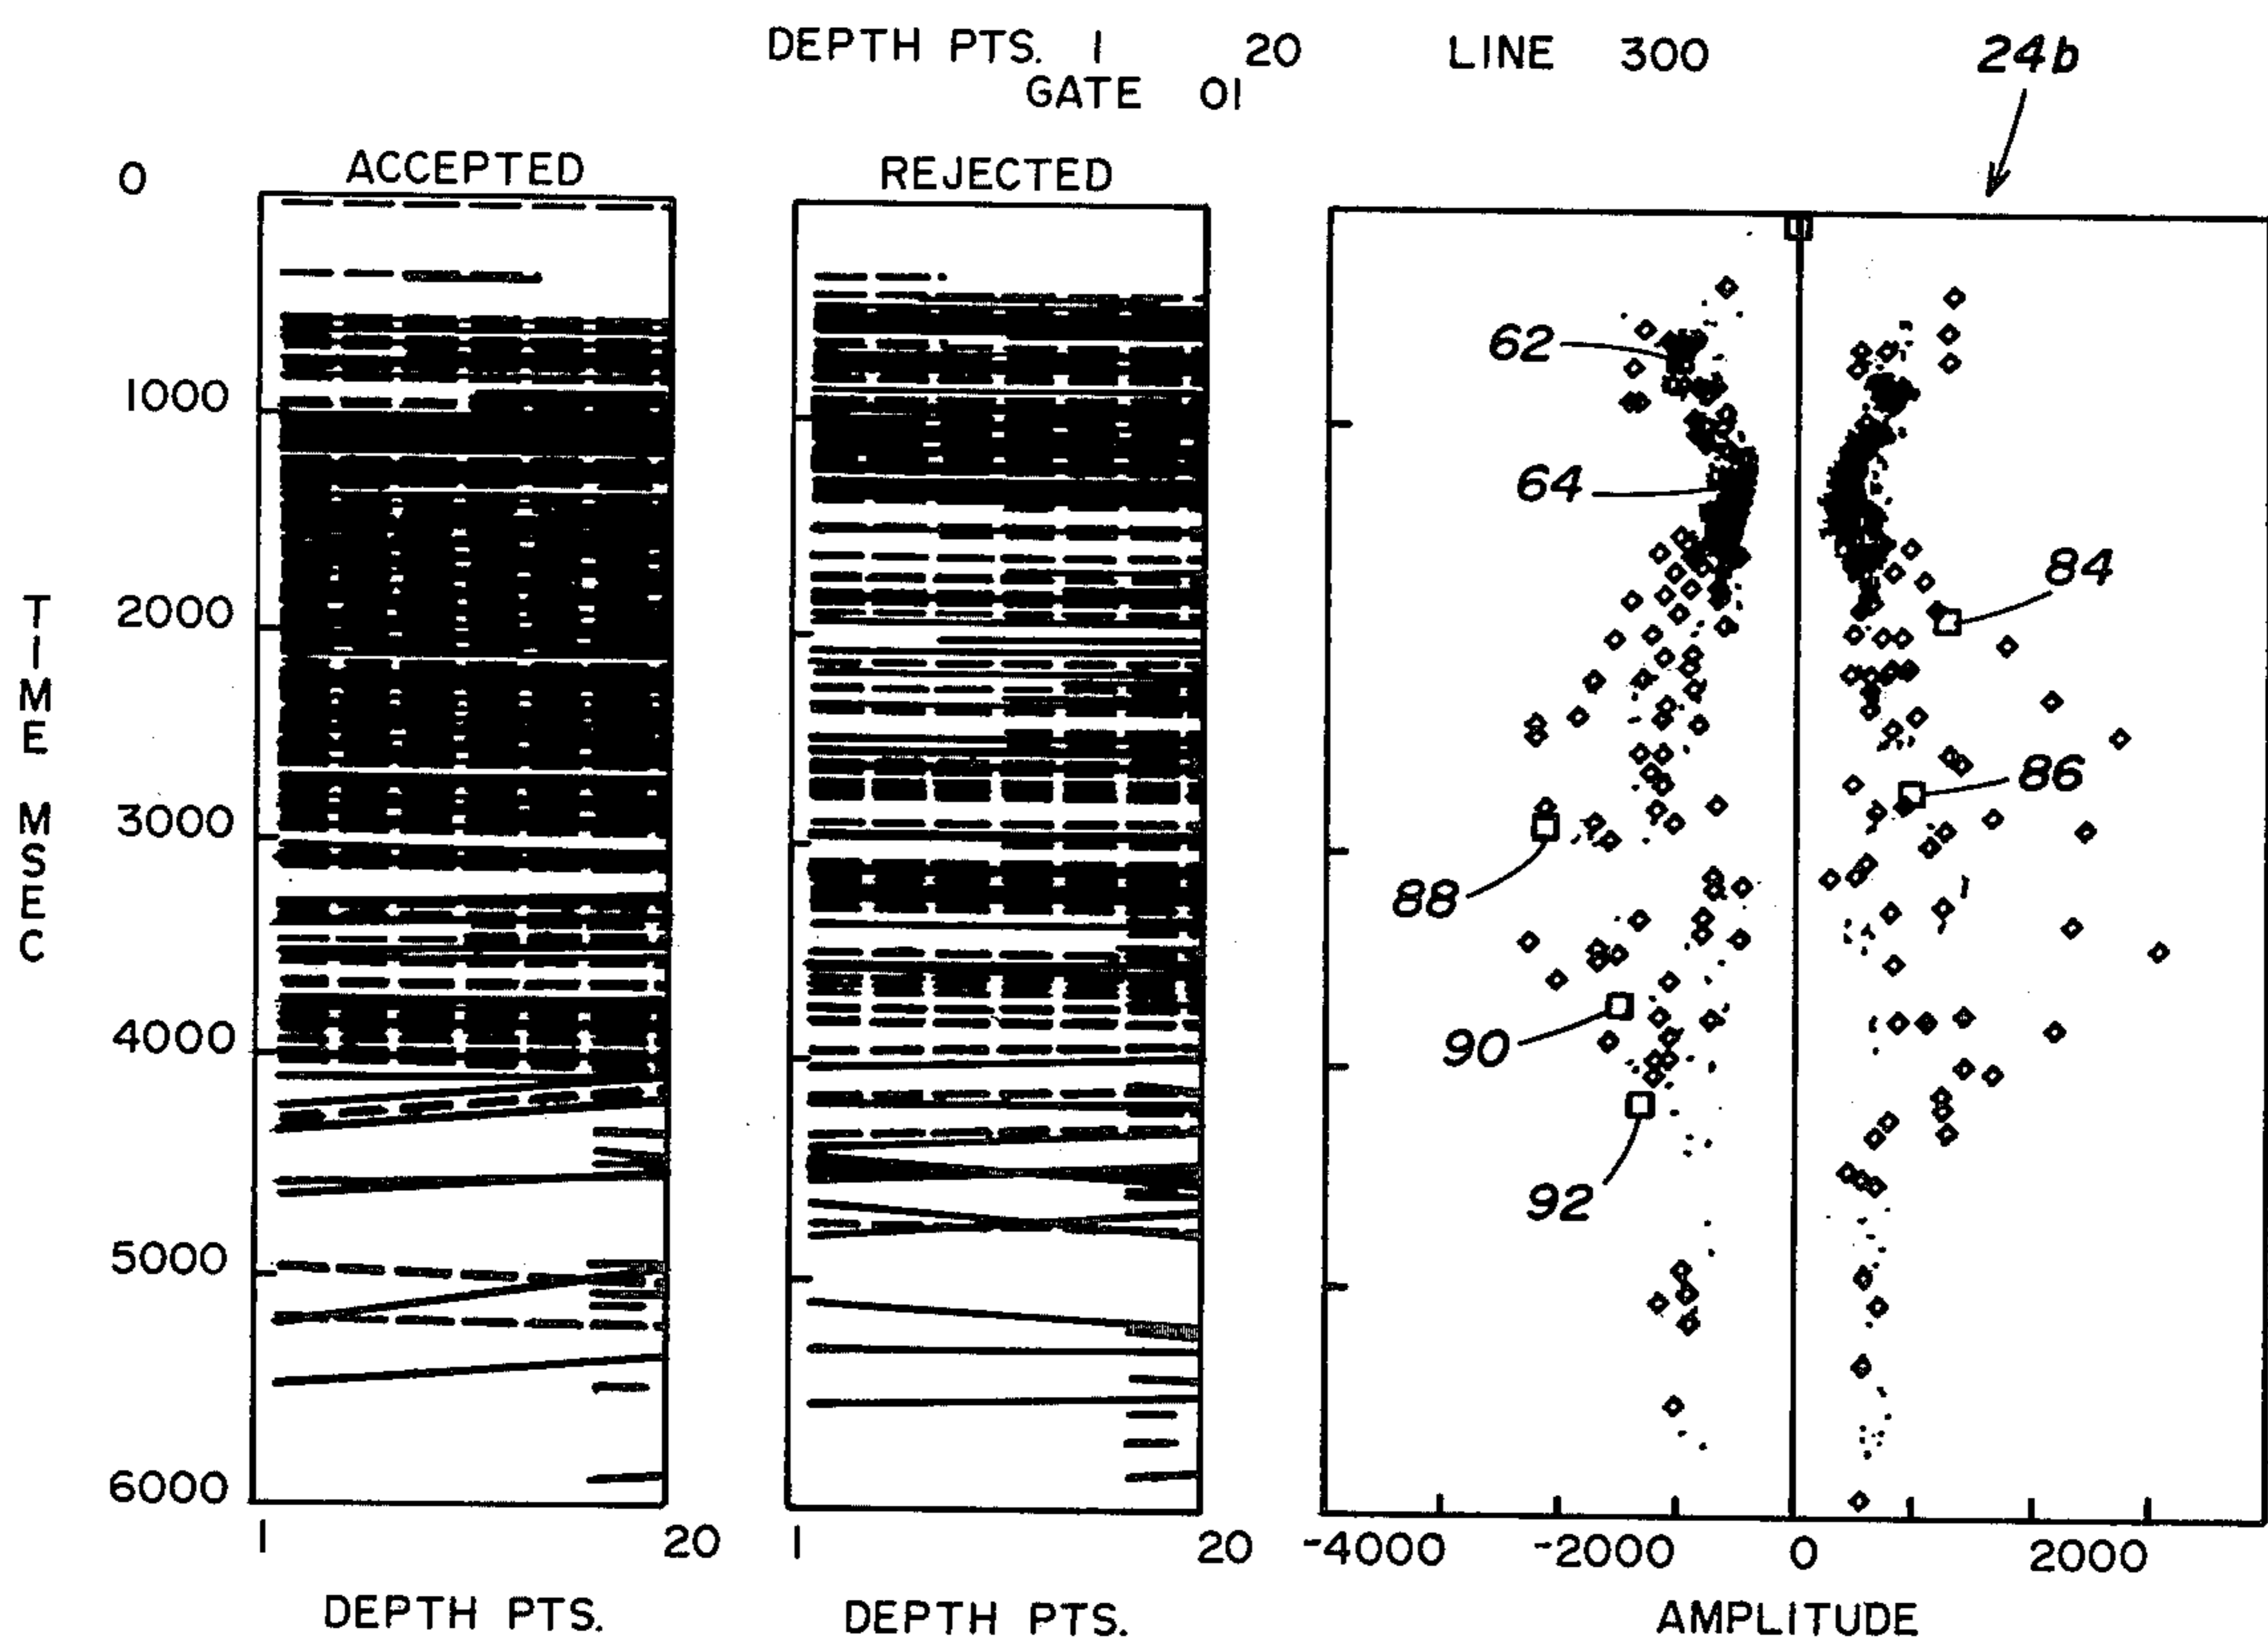 DEPTH PTS. 1 20 LINE 300 24b
GATE 01
ACCEPTED REJECTED
0
1000
2000
3000
4000
5000
6000
TIME MSEC
62
64
84
86
88
90
92
1 20 1 20 -4000 -2000 0 2000
DEPTH PTS. DEPTH PTS. AMPLITUDE